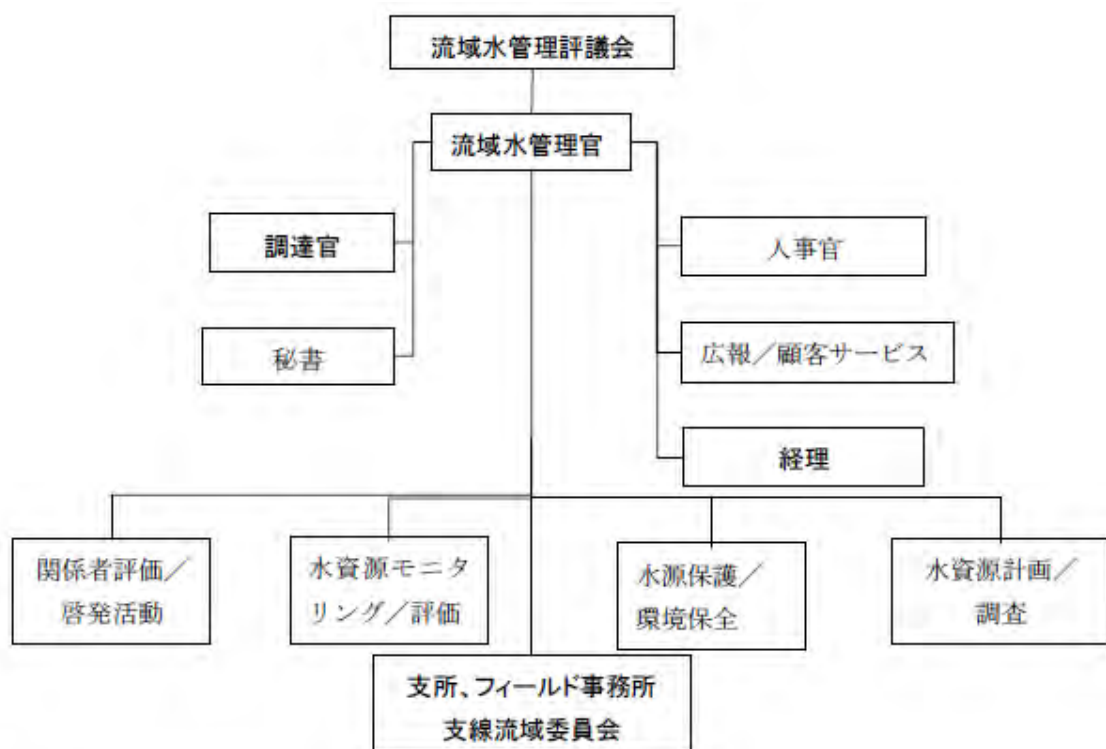 流域水管理評議会
流域水管理官
調達官
人事官
秘書
広報／顧客サービス
経理
関係者評価／
啓発活動
水資源モニタ
リング／評価
水源保護／
環境保全
水資源計画／
調査
支所、フィールド事務所
支線流域委員会